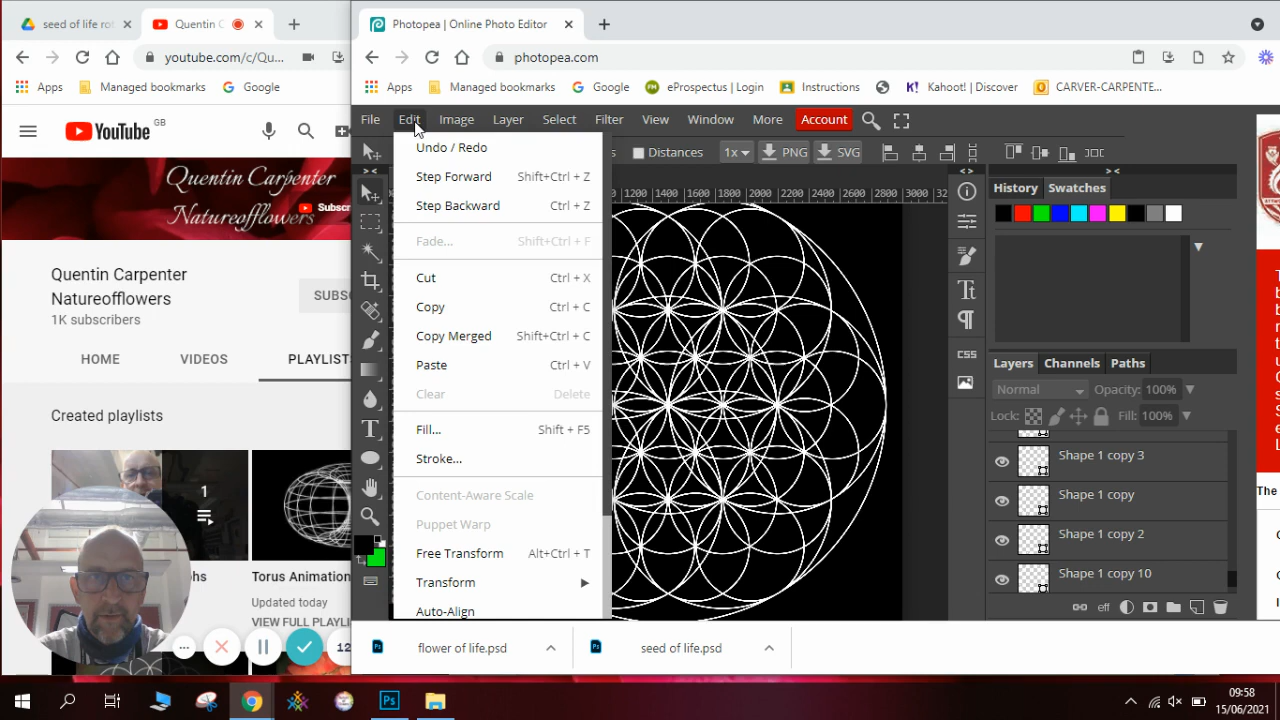 seed of life rot
Quentin C
Photopea | Online Photo Editor
youtube.com/c/Qu...
photopea.com
Apps
Managed bookmarks
Google
Apps
Managed bookmarks
Google
eProspectus | Login
Instructions
Kahoot! | Discover
CARVER-CARPENTE...
YouTube GB
File
Edit
Image
Layer
Select
Filter
View
Window
More
Account
Distances
1x
PNG
SVG
Quentin Carpenter
Natureofflowers
Subscr
Quentin Carpenter
Natureofflowers
1K subscribers
SUBSC
HOME
VIDEOS
PLAYLIST
Created playlists
1
phs
Torus Animation
Updated today
VIEW FULL PLAYLI
12
Undo / Redo
Step Forward Shift+Ctrl + Z
Step Backward Ctrl + Z
Fade... Shift+Ctrl + F
Cut Ctrl + X
Copy Ctrl + C
Copy Merged Shift+Ctrl + C
Paste Ctrl + V
Clear Delete
Fill... Shift + F5
Stroke...
Content-Aware Scale
Puppet Warp
Free Transform Alt+Ctrl + T
Transform
Auto-Align
1200 1400 1600 1800 2000 2200 2400 2600 2800 3000 32
History
Swatches
CSS
Layers
Channels
Paths
Normal
Opacity: 100%
Lock:
Fill: 100%
Shape 1 copy 3
Shape 1 copy
Shape 1 copy 2
Shape 1 copy 10
eff
The
flower of life.psd
seed of life.psd
09:58
15/06/2021